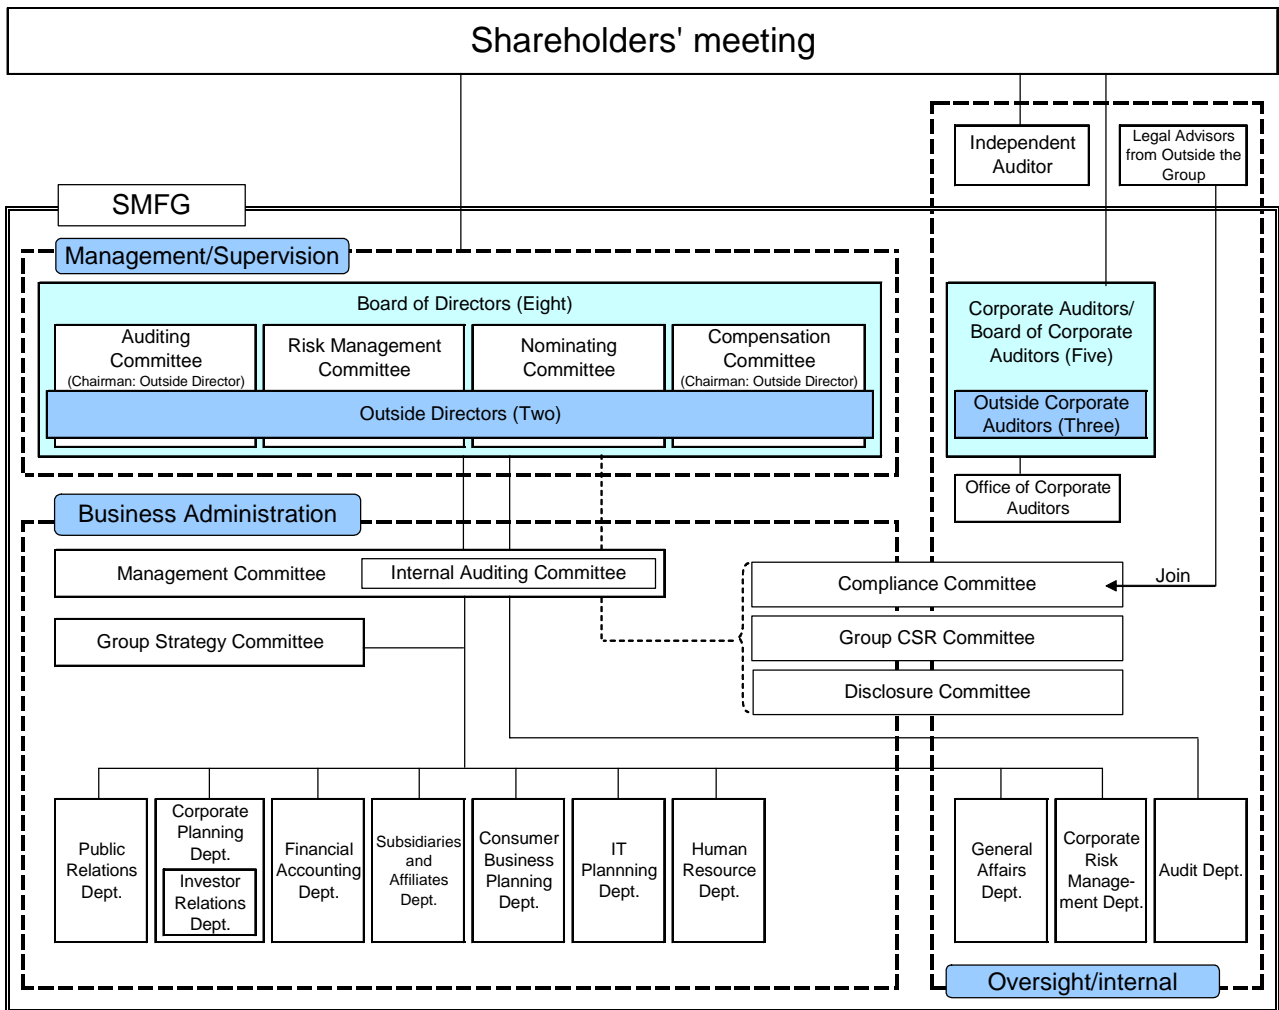 Shareholders' meeting
Independent
Auditor
Legal Advisors
from Outside the
Group
SMFG
Management/Supervision
Board of Directors (Eight)
Auditing
Committee
(Chairman: Outside Director)
Risk Management
Committee
Nominating
Committee
Compensation
Committee
(Chairman: Outside Director)
Outside Directors (Two)
Corporate Auditors/
Board of Corporate
Auditors (Five)
Outside Corporate
Auditors (Three)
Office of Corporate
Auditors
Business Administration
Management Committee
Internal Auditing Committee
Group Strategy Committee
Compliance Committee
Join
Group CSR Committee
Disclosure Committee
Public
Relations
Dept.
Corporate
Planning
Dept.
Investor
Relations
Dept.
Financial
Accounting
Dept.
Subsidiaries
and
Affiliates
Dept.
Consumer
Business
Planning
Dept.
IT
Plannning
Dept.
Human
Resource
Dept.
General
Affairs
Dept.
Corporate
Risk
Manage-
ment Dept.
Audit Dept.
Oversight/internal